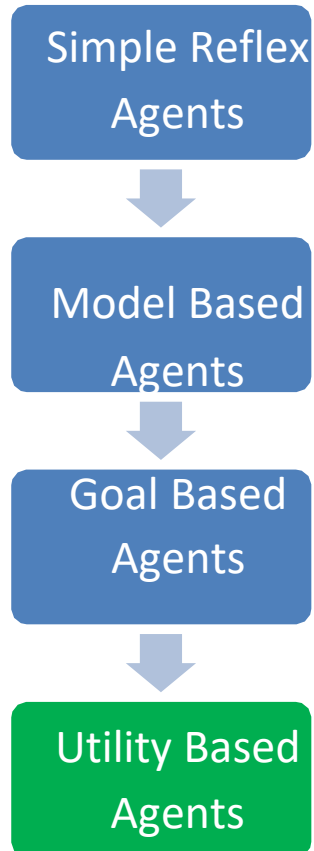 Simple Reflex
Agents
Model Based
Agents
Goal Based
Agents
Utility Based
Agents